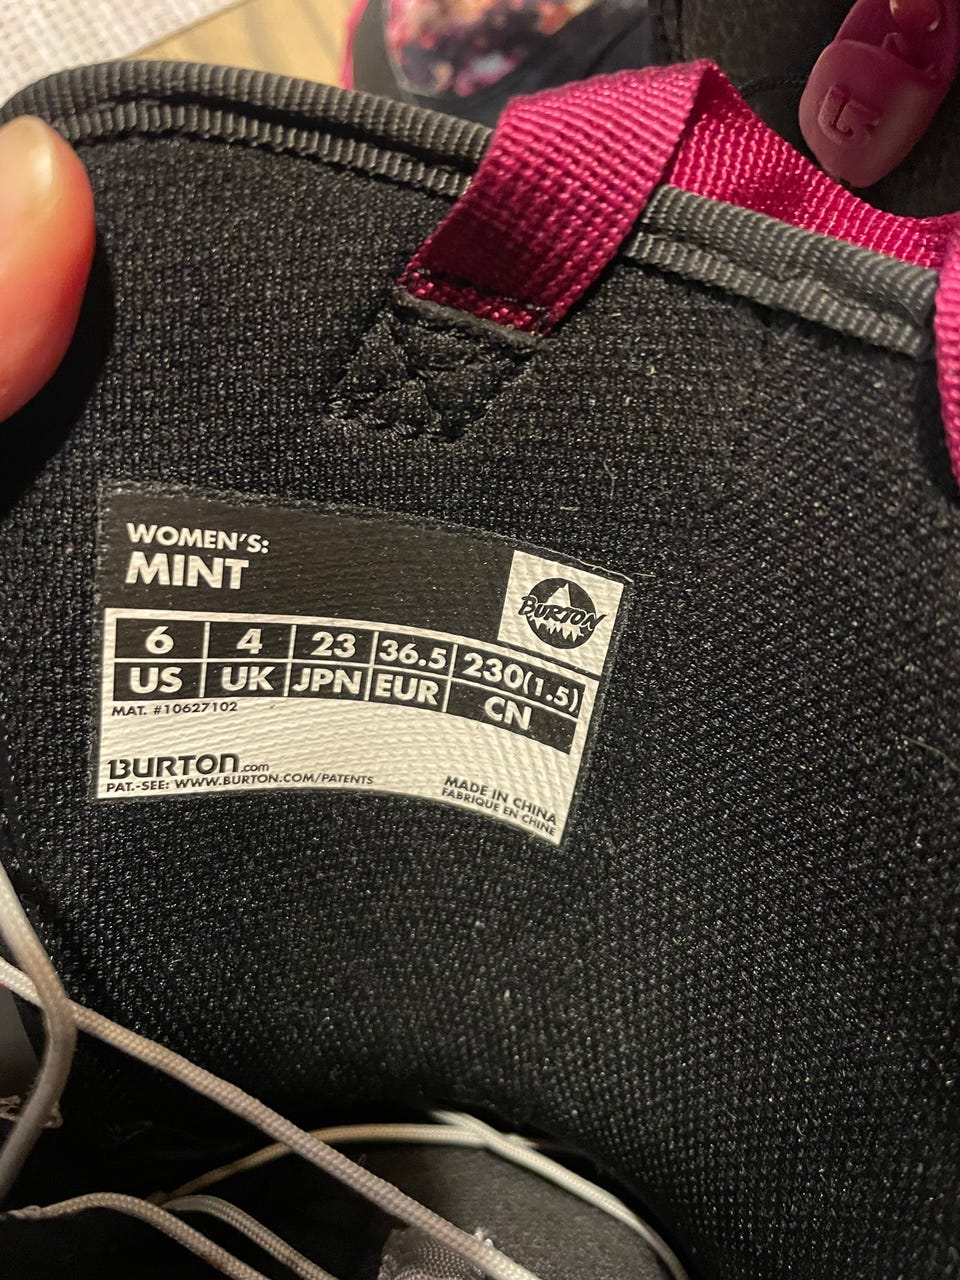 WOMEN'S:
MINT
BURTON
6 4 23 36.5 230(1.5)
US UK JPN EUR CN
MAT. #10627102
BURTON.com
PAT.-SEE: WWW.BURTON.COM/PATENTS
MADE IN CHINA
FABRIQUE EN CHINE